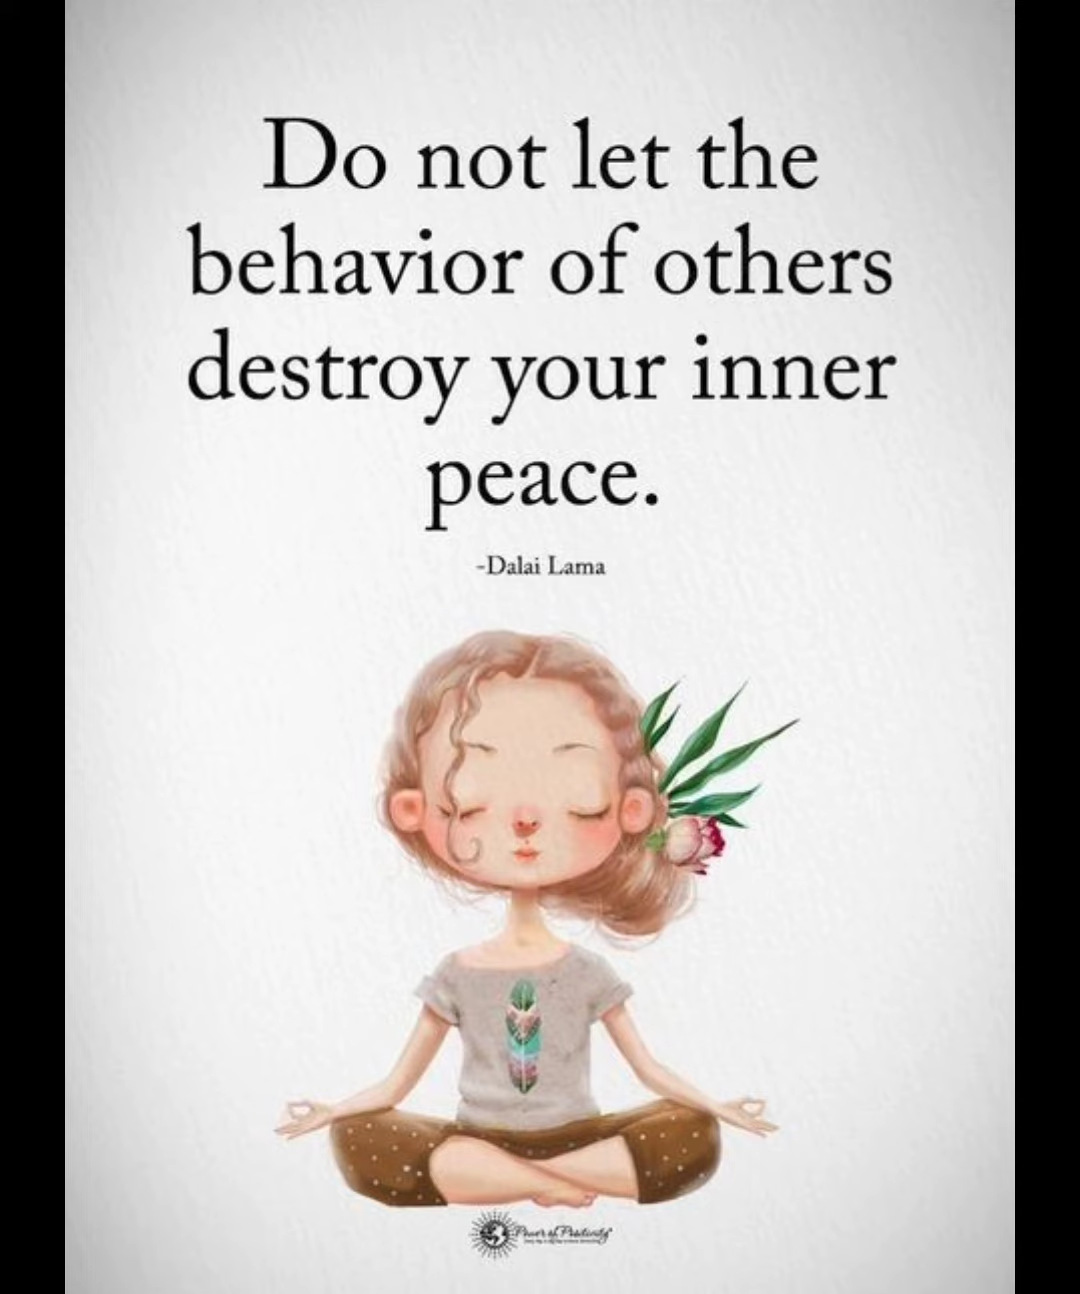 Do not let the
behavior of others
destroy your inner
peace.
-Dalai Lama
Power of Positivity